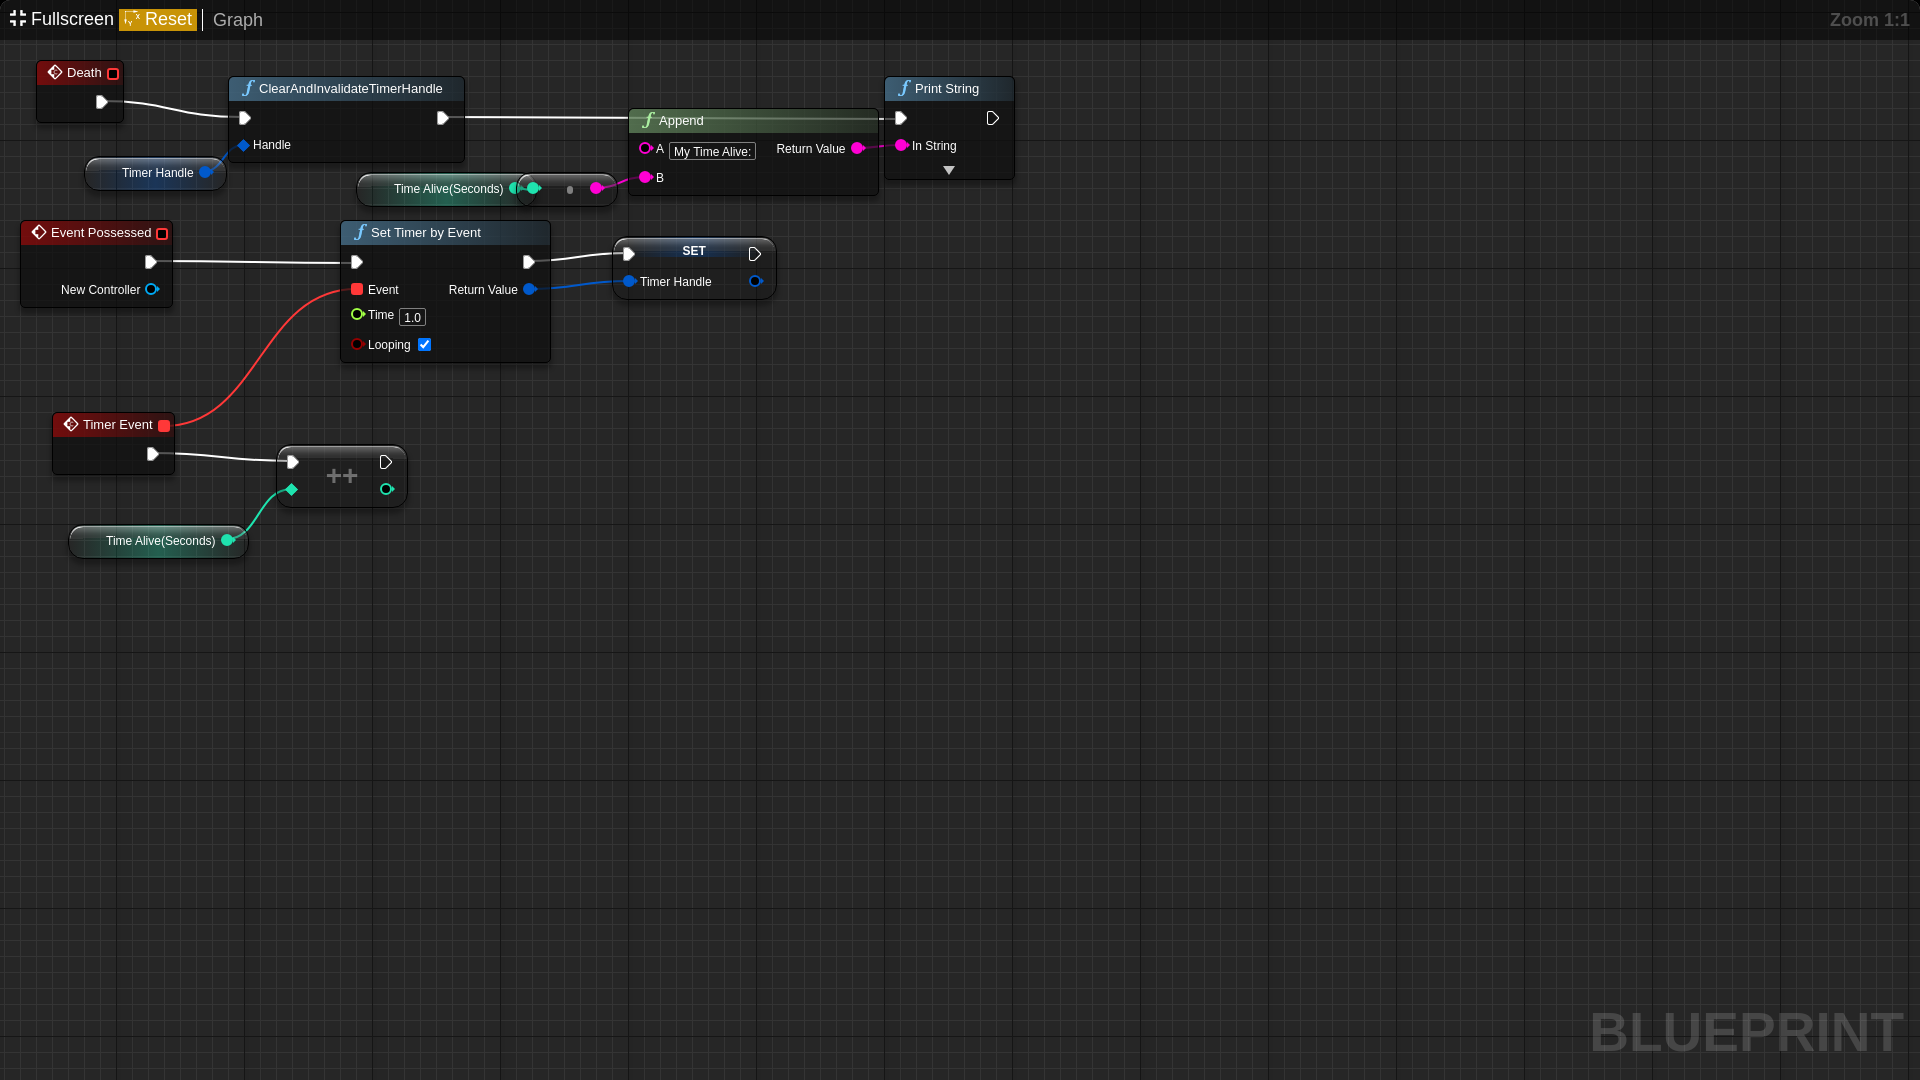 Fullscreen Reset Graph Zoom 1:1
Death
ClearAndInvalidateTimerHandle
Handle
Timer Handle
Time Alive(Seconds)
Append
A My Time Alive: Return Value
B
Print String
In String
Event Possessed
New Controller
Set Timer by Event
Event Return Value
Time 1.0
Looping
SET
Timer Handle
Timer Event
++
Time Alive(Seconds)
BLUEPRINT